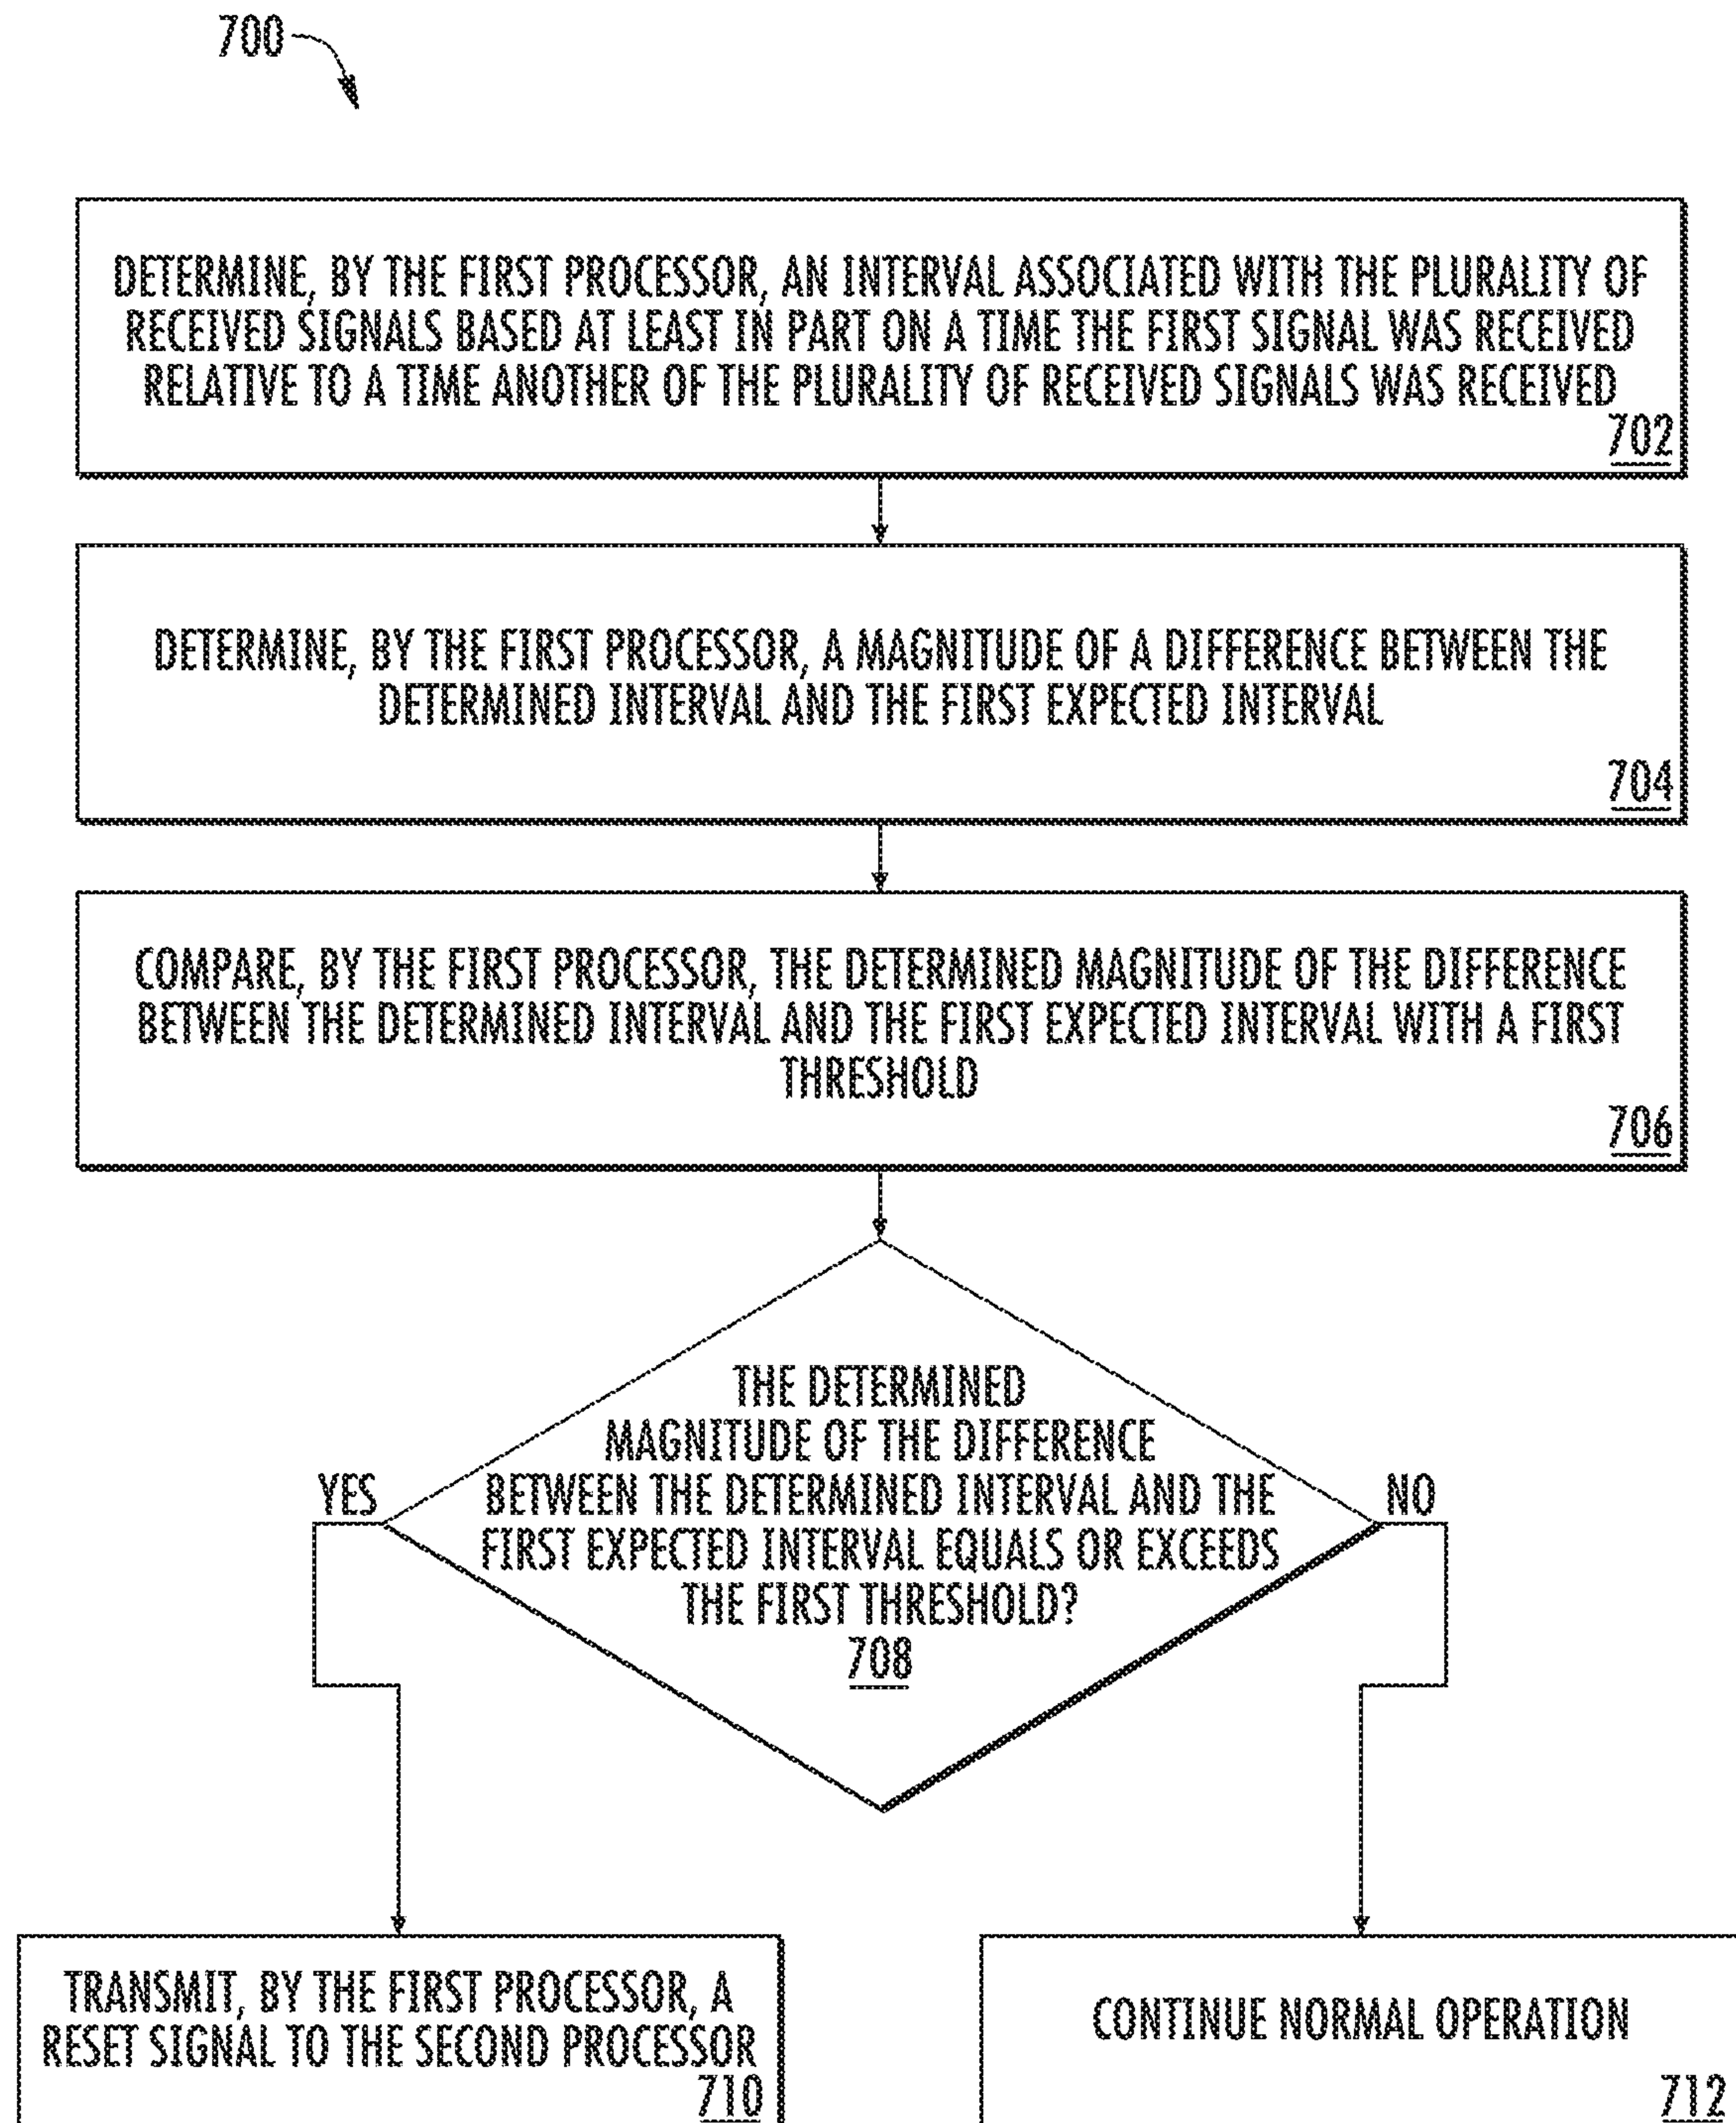 700
DETERMINE, BY THE FIRST PROCESSOR, AN INTERVAL ASSOCIATED WITH THE PLURALITY OF
RECEIVED SIGNALS BASED AT LEAST IN PART ON A TIME THE FIRST SIGNAL WAS RECEIVED
RELATIVE TO A TIME ANOTHER OF THE PLURALITY OF RECEIVED SIGNALS WAS RECEIVED
702
DETERMINE, BY THE FIRST PROCESSOR, A MAGNITUDE OF A DIFFERENCE BETWEEN THE
DETERMINED INTERVAL AND THE FIRST EXPECTED INTERVAL
704
COMPARE, BY THE FIRST PROCESSOR, THE DETERMINED MAGNITUDE OF THE DIFFERENCE
BETWEEN THE DETERMINED INTERVAL AND THE FIRST EXPECTED INTERVAL WITH A FIRST
THRESHOLD
706
THE DETERMINED
MAGNITUDE OF THE DIFFERENCE
BETWEEN THE DETERMINED INTERVAL AND THE
FIRST EXPECTED INTERVAL EQUALS OR EXCEEDS
THE FIRST THRESHOLD?
708
YES
NO
TRANSMIT, BY THE FIRST PROCESSOR, A
RESET SIGNAL TO THE SECOND PROCESSOR
710
CONTINUE NORMAL OPERATION
712